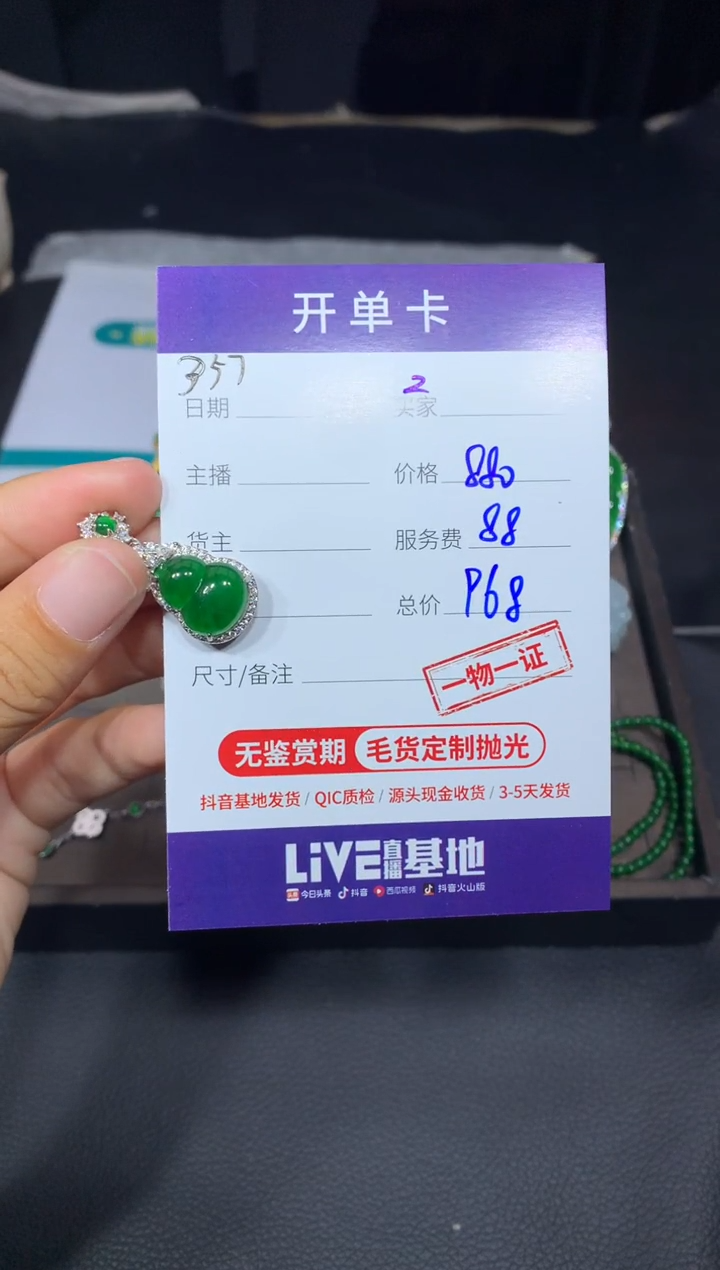 开单卡
357 2
日期 买家
主播 价格 880
货主 服务费 88
总价 968
尺寸/备注
一物一证
无鉴赏期 毛货定制抛光
抖音基地发货 / QIC质检 / 源头现金收货 / 3-5天发货
LiVE直播基地
头条 今日头条 抖音 西瓜视频 抖音火山版